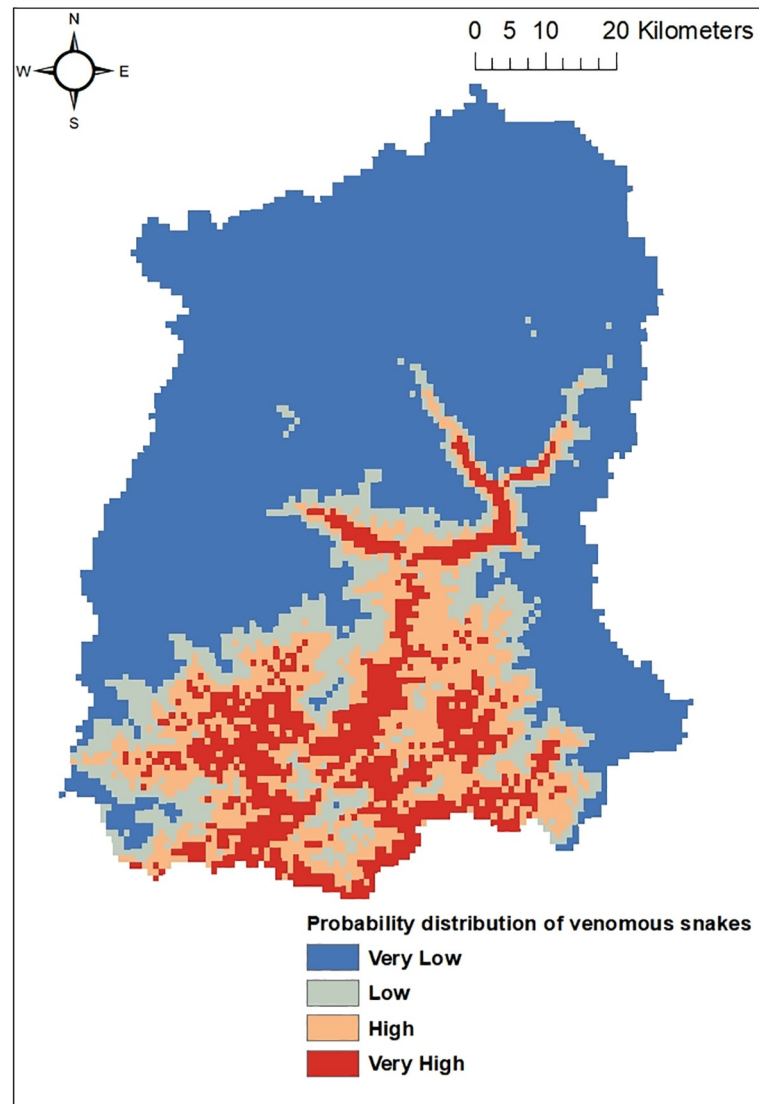 N
W E
S
0 5 10 20 Kilometers
Probability distribution of venomous snakes
Very Low
Low
High
Very High